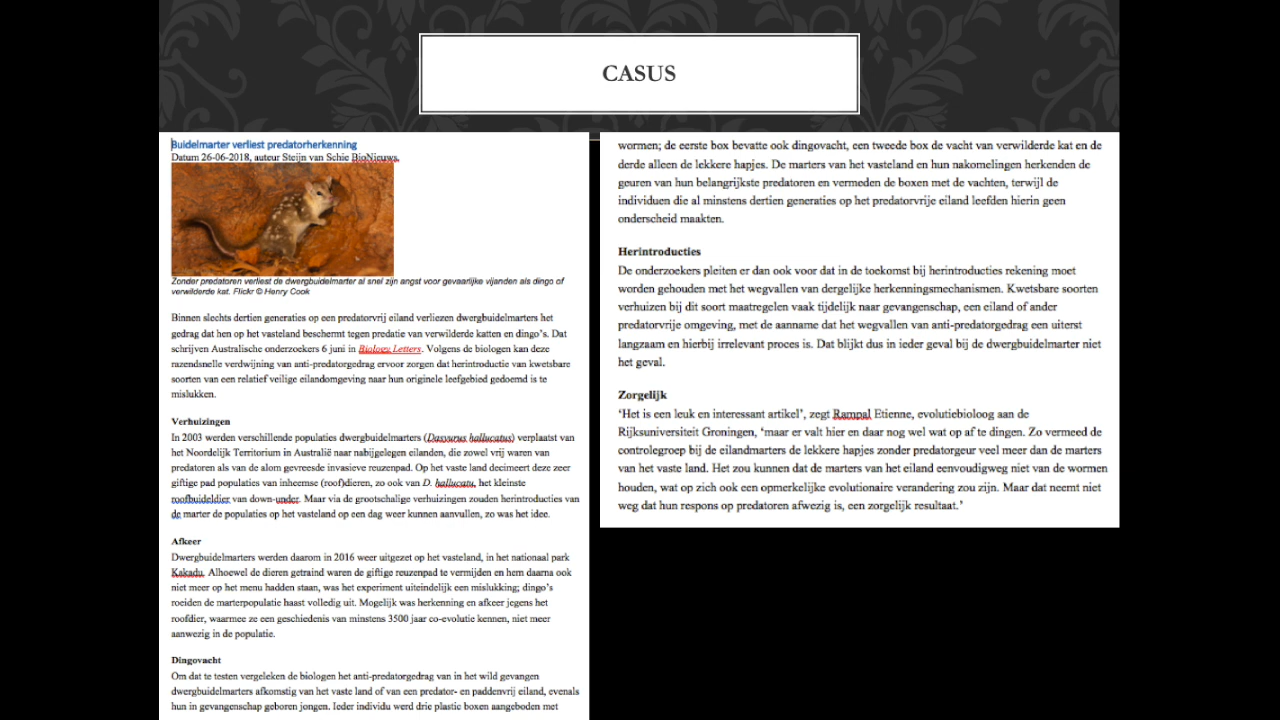 CASUS
Buidelmarter verliest predatorherkenning
Datum 26-06-2018, auteur Steijn van Schie BioNieuws.
Zonder predatoren verliest de dwergbuidelmarter al snel zijn angst voor gevaarlijke vijanden als dingo of
verwilderde kat. Flickr © Henry Cook
Binnen slechts dertien generaties op een predatorvrij eiland verliezen dwergbuidelmarters het
gedrag dat hen op het vasteland beschermt tegen predatie van verwilderde katten en dingo’s. Dat
schrijven Australische onderzoekers 6 juni in Biology Letters. Volgens de biologen kan deze
razendsnelle verdwijning van anti-predatorgedrag ervoor zorgen dat herintroductie van kwetsbare
soorten van een relatief veilige eilandomgeving naar hun originele leefgebied gedoemd is te
mislukken.
Verhuizingen
In 2003 werden verschillende populaties dwergbuidelmarters (Dasyurus hallucatus) verplaatst van
het Noordelijk Territorium in Australië naar nabijgelegen eilanden, die zowel vrij waren van
predatoren als van de alom gevreesde invasieve reuzenpad. Op het vaste land decimeert deze zeer
giftige pad populaties van inheemse (roof)dieren, zo ook van D. hallucatu, het kleinste
roofbuideldier van down-under. Maar via de grootschalige verhuizingen zouden herintroducties van
de marter de populaties op het vasteland op een dag weer kunnen aanvullen, zo was het idee.
Afkeer
Dwergbuidelmarters werden daarom in 2016 weer uitgezet op het vasteland, in het nationaal park
Kakadu. Alhoewel de dieren getraind waren de giftige reuzenpad te vermijden en hem daarna ook
niet meer op het menu hadden staan, was het experiment uiteindelijk een mislukking; dingo’s
roeiden de marterpopulatie haast volledig uit. Mogelijk was herkenning en afkeer jegens het
roofdier, waarmee ze een geschiedenis van minstens 3500 jaar co-evolutie kennen, niet meer
aanwezig in de populatie.
Dingovacht
Om dat te testen vergeleken de biologen het anti-predatorgedrag van in het wild gevangen
dwergbuidelmarters afkomstig van het vaste land of van een predator- en paddenvrij eiland, evenals
hun in gevangenschap geboren jongen. Ieder individu werd drie plastic boxen aangeboden met
wormen; de eerste box bevatte ook dingovacht, een tweede box de vacht van verwilderde kat en de
derde alleen de lekkere hapjes. De marters van het vasteland en hun nakomelingen herkenden de
geuren van hun belangrijkste predatoren en vermeden de boxen met de vachten, terwijl de
individuen die al minstens dertien generaties op het predatorvrije eiland leefden hierin geen
onderscheid maakten.
Herintroducties
De onderzoekers pleiten er dan ook voor dat in de toekomst bij herintroducties rekening moet
worden gehouden met het wegvallen van dergelijke herkenningsmechanismen. Kwetsbare soorten
verhuizen bij dit soort maatregelen vaak tijdelijk naar gevangenschap, een eiland of ander
predatorvrije omgeving, met de aanname dat het wegvallen van anti-predatorgedrag een uiterst
langzaam en hierbij irrelevant proces is. Dat blijkt dus in ieder geval bij de dwergbuidelmarter niet
het geval.
Zorgelijk
‘Het is een leuk en interessant artikel’, zegt Rampal Etienne, evolutiebioloog aan de
Rijksuniversiteit Groningen, ‘maar er valt hier en daar nog wel wat op af te dingen. Zo vermeed de
controlegroep bij de eilandmarters de lekkere hapjes zonder predatorgeur veel meer dan de marters
van het vaste land. Het zou kunnen dat de marters van het eiland eenvoudigweg niet van de wormen
houden, wat op zich ook een opmerkelijke evolutionaire verandering zou zijn. Maar dat neemt niet
weg dat hun respons op predatoren afwezig is, een zorgelijk resultaat.’